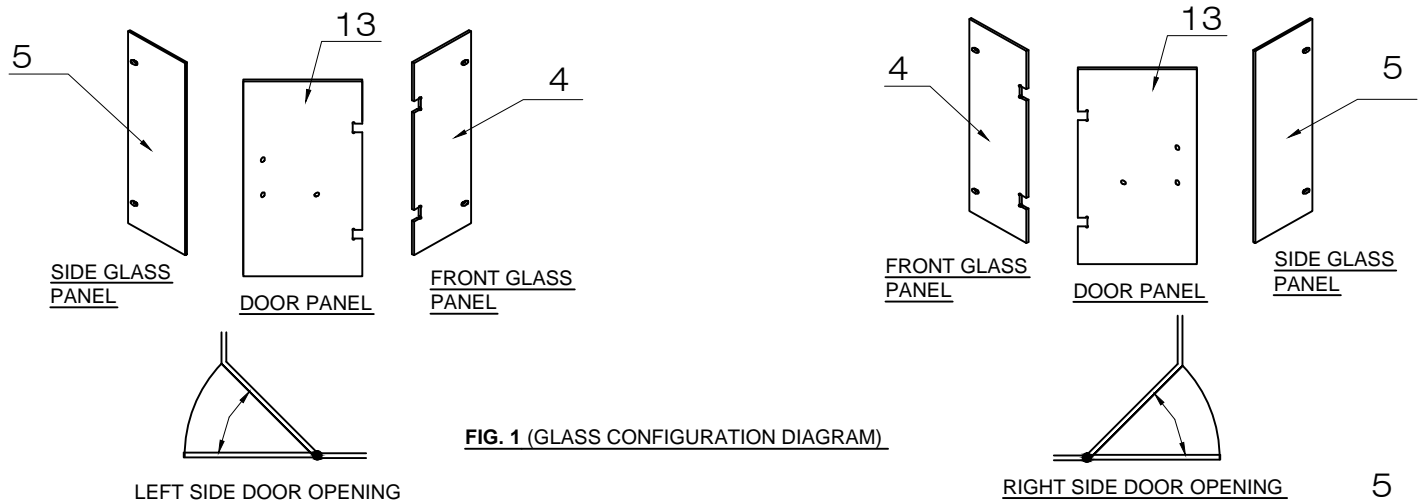 5
13
4
SIDE GLASS
PANEL
DOOR PANEL
FRONT GLASS
PANEL
LEFT SIDE DOOR OPENING
FIG. 1 (GLASS CONFIGURATION DIAGRAM)
4
13
5
FRONT GLASS
PANEL
DOOR PANEL
SIDE GLASS
PANEL
RIGHT SIDE DOOR OPENING
5